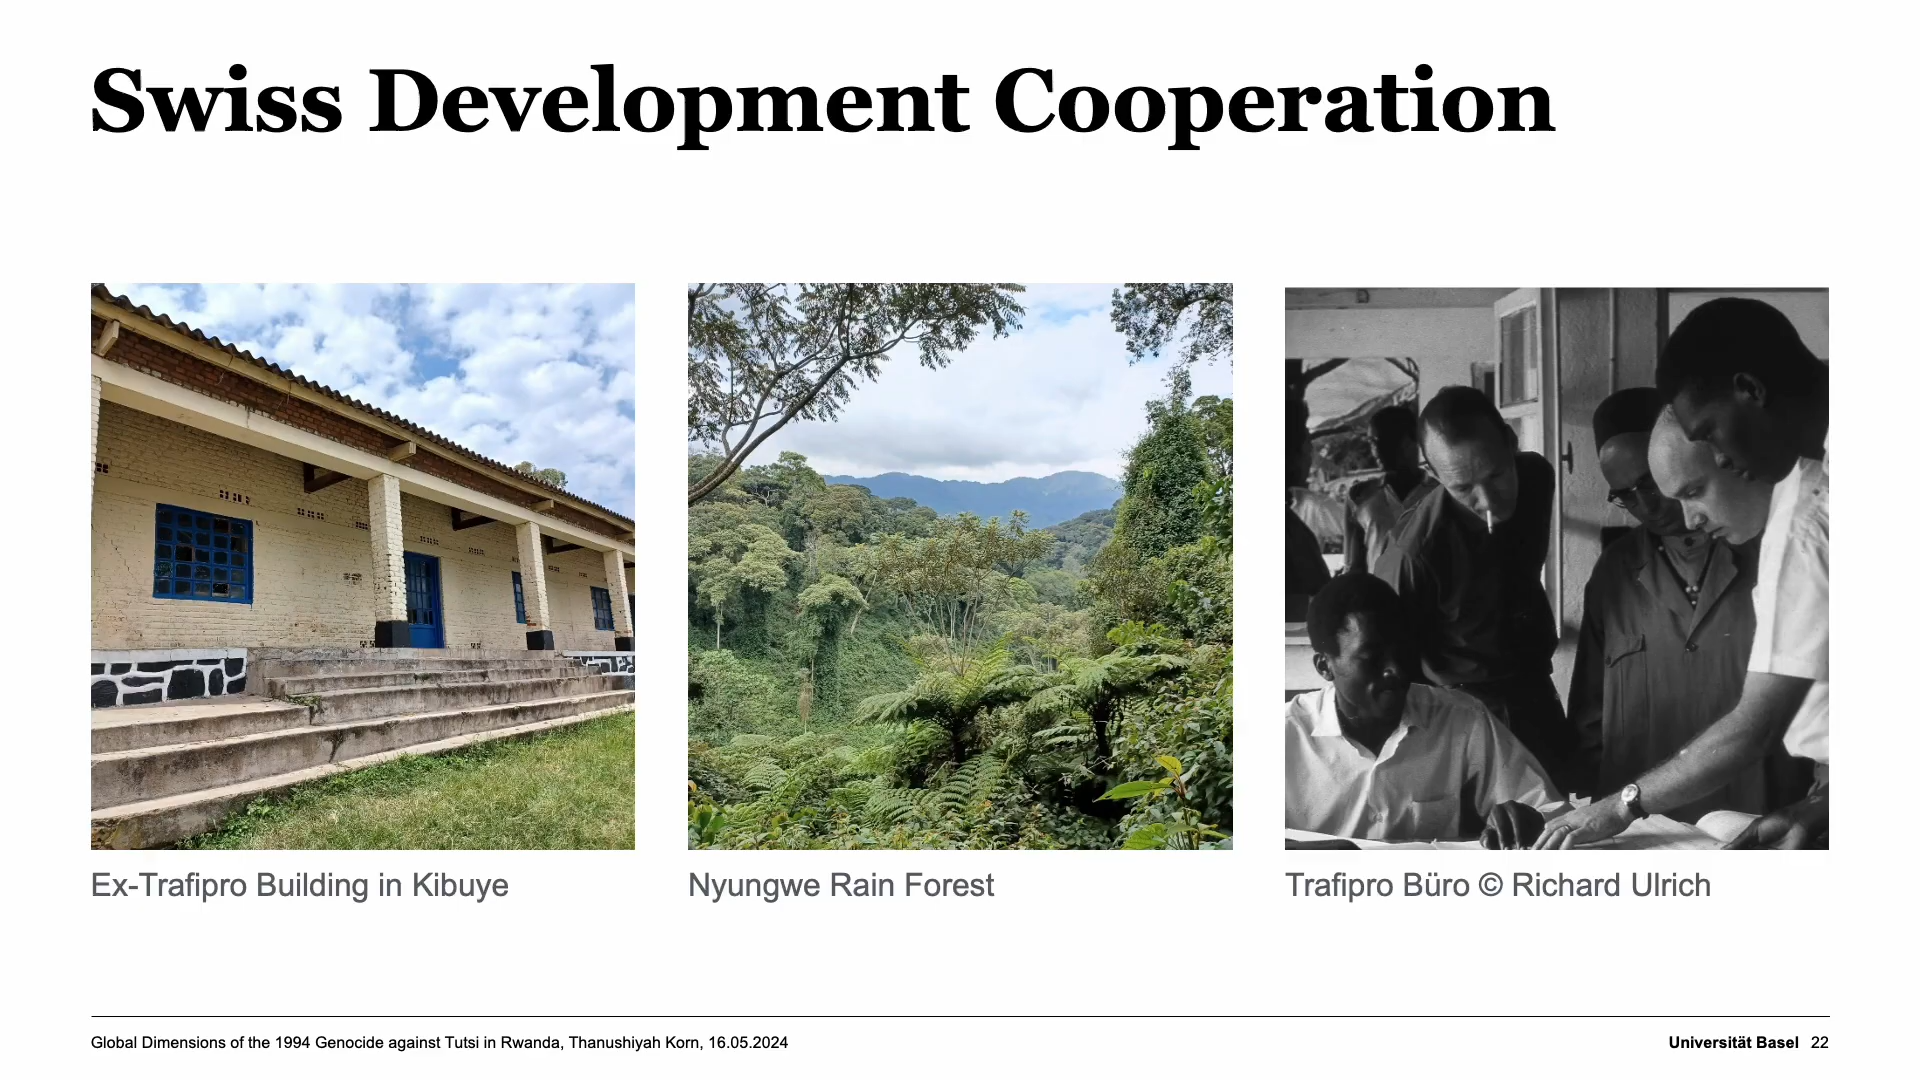 Swiss Development Cooperation
Ex-Trafipro Building in Kibuye
Nyungwe Rain Forest
Trafipro Büro © Richard Ulrich
Global Dimensions of the 1994 Genocide against Tutsi in Rwanda, Thanushiyah Korn, 16.05.2024
Universität Basel 22